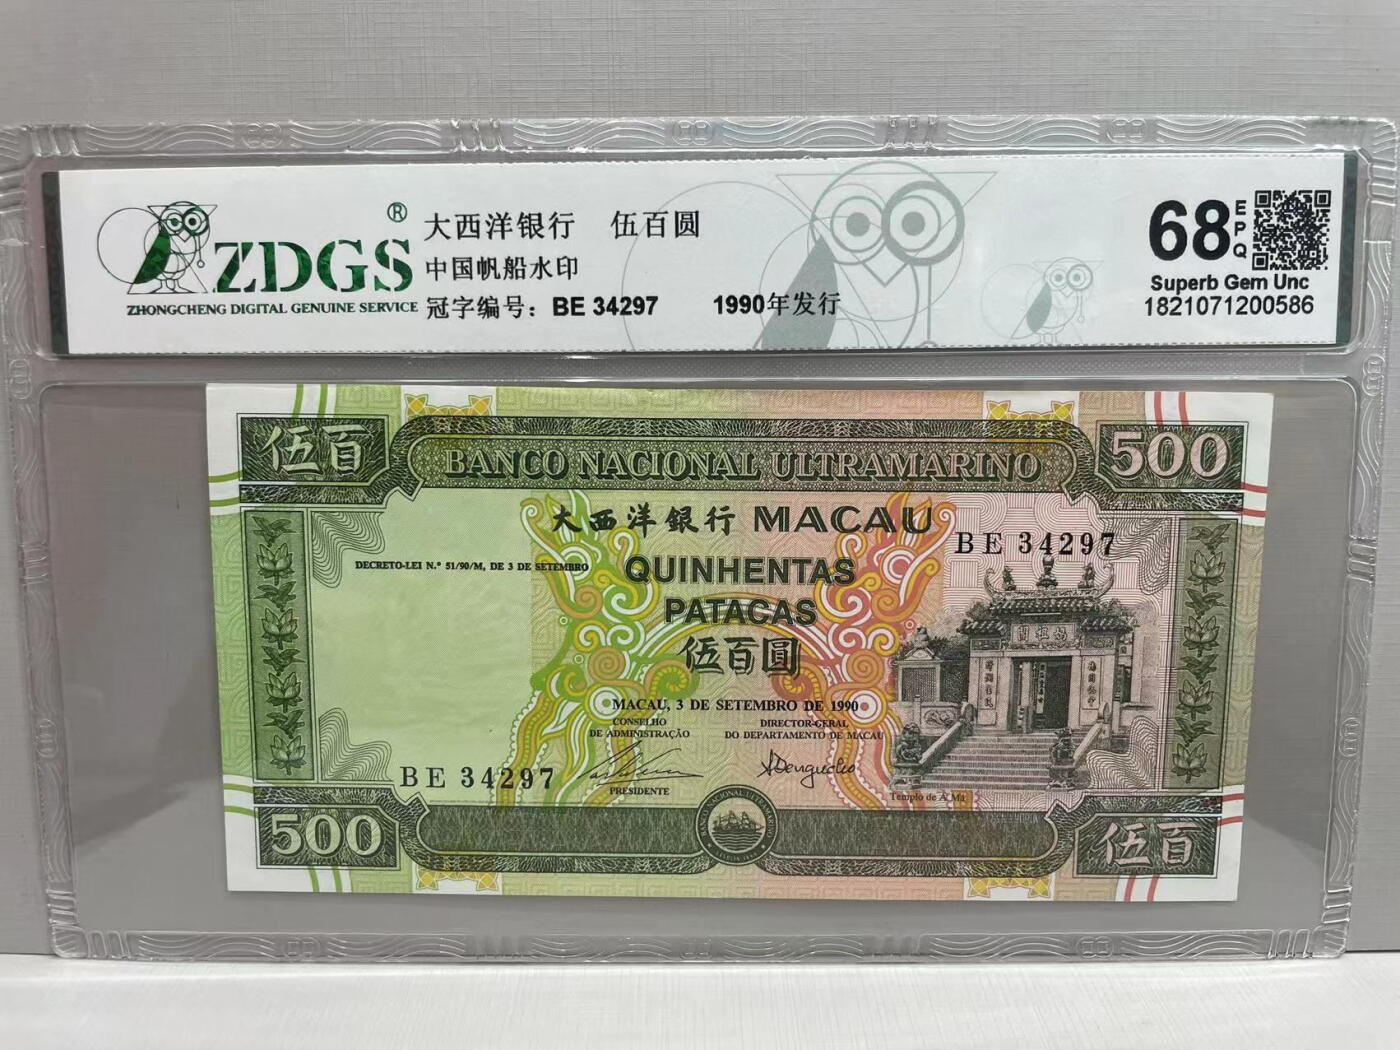 ZDGS®
ZHONGCHENG DIGITAL GENUINE SERVICE
大西洋银行 伍百圆
中国帆船水印
冠字编号：BE 34297 1990年发行
68 EPQ
Superb Gem Unc
1821071200586
伍百 BANCO NACIONAL ULTRAMARINO 500
大西洋銀行 MACAU
BE 34297
DECRETO-LEI N.º 51/90/M, DE 3 DE SETEMBRO
QUINHENTAS
PATACAS
伍百圓
MACAU, 3 DE SETEMBRO DE 1990
CONSELHO
DE ADMINISTRAÇÃO
DIRECTOR-GERAL
DO DEPARTAMENTO DE MACAU
BE 34297
PRESIDENTE
Templo de A Má
500 伍百